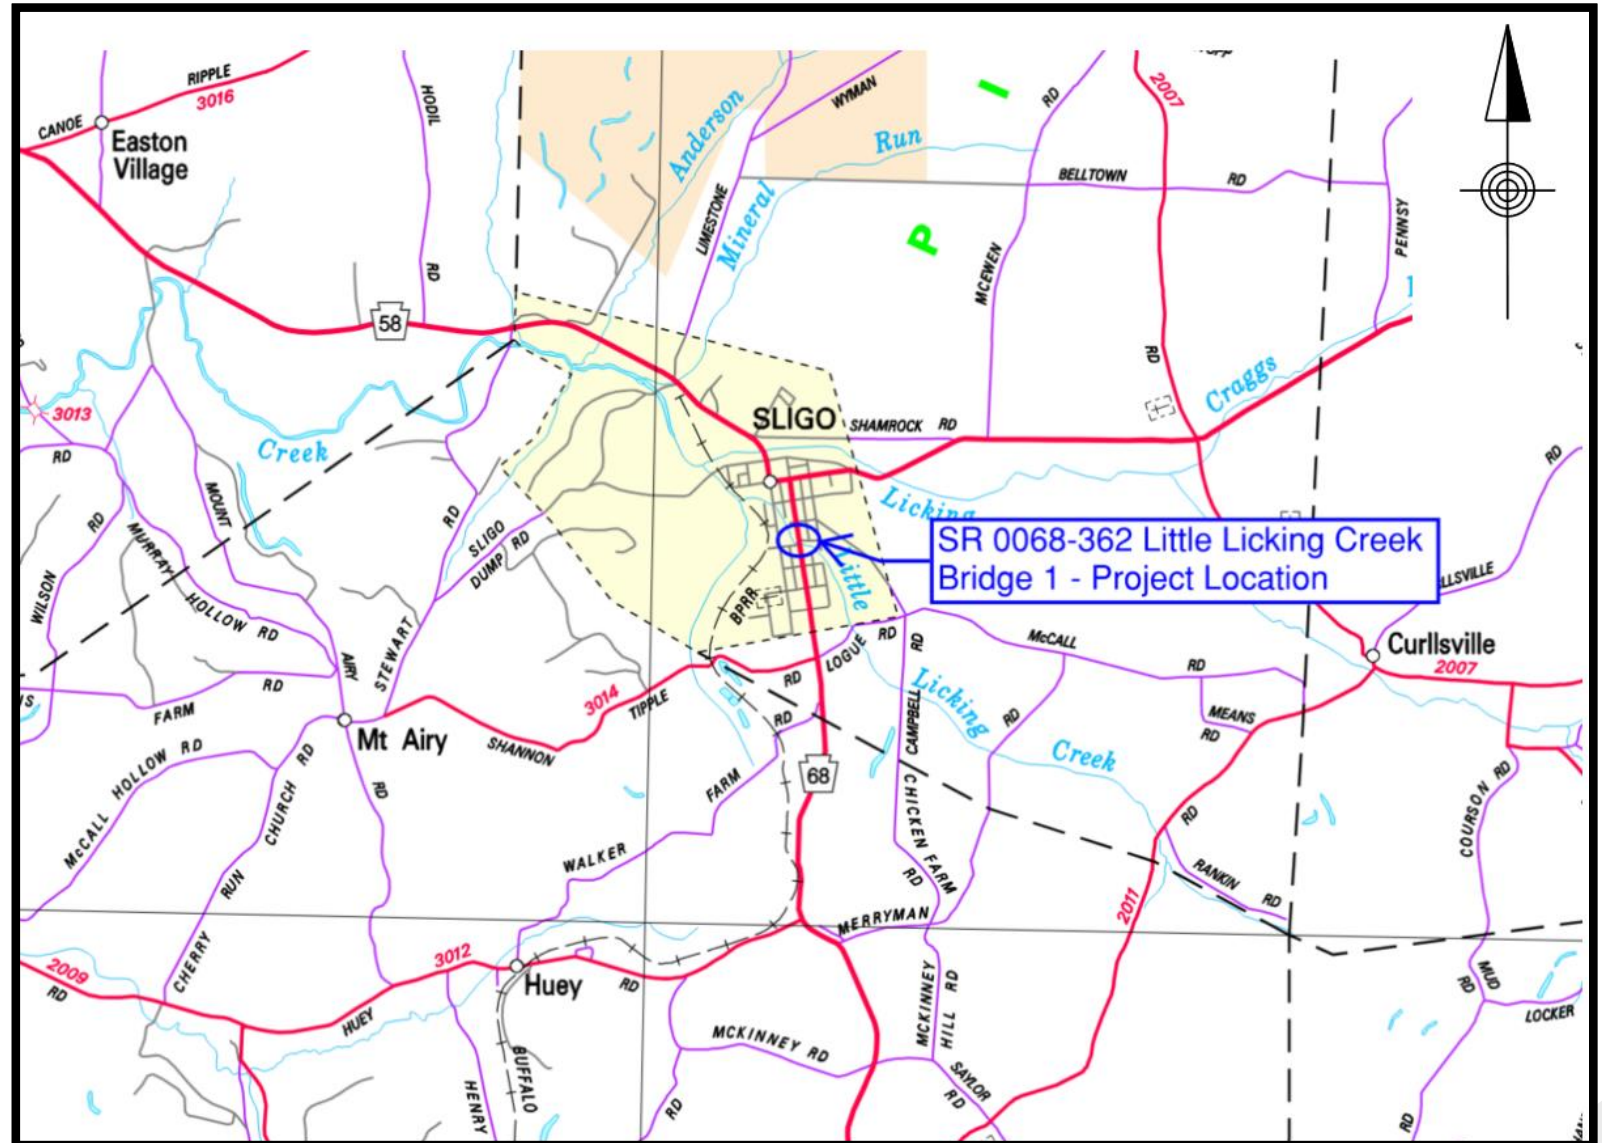 RIPPLE
3016
CANOE
Easton
Village
HODIL
RD
58
Anderson
LIMESTONE
Mineral
Run
WYMAN
I
P
RD
MCEWEN
BELLTOWN RD
2007
RD
PENNSY
Craggs
SLIGO
SHAMROCK RD
3013
RD
Creek
MOUNT
RD
MURRAY
HOLLOW RD
WILSON
RD
SLIGO
DUMP RD
Licking
SR 0068-362 Little Licking Creek
Bridge 1 - Project Location
Little
BPRR
LLSVILLE
RD
Curllsville
2007
McCALL
RD
LOGUE RD
RD
CAMPBELL
Licking
Creek
RD
MEANS
RD
AIRY
STEWART
RD
FARM
3014
TIPPLE
RD
RD
Mt Airy
SHANNON
68
FARM
HOLLOW RD
McCALL
CHURCH RD
RD
RUN
CHERRY
WALKER
CHICKEN FARM
RD
RD
RANKIN
RD
2011
COURSON RD
MERRYMAN
2009
RD
3012
HUEY
Huey
RD
MCKINNEY
HILL RD
MUD
RD
LOCKER
MCKINNEY RD
SAYLOR
RD
BUFFALO
HENRY
RD
RD